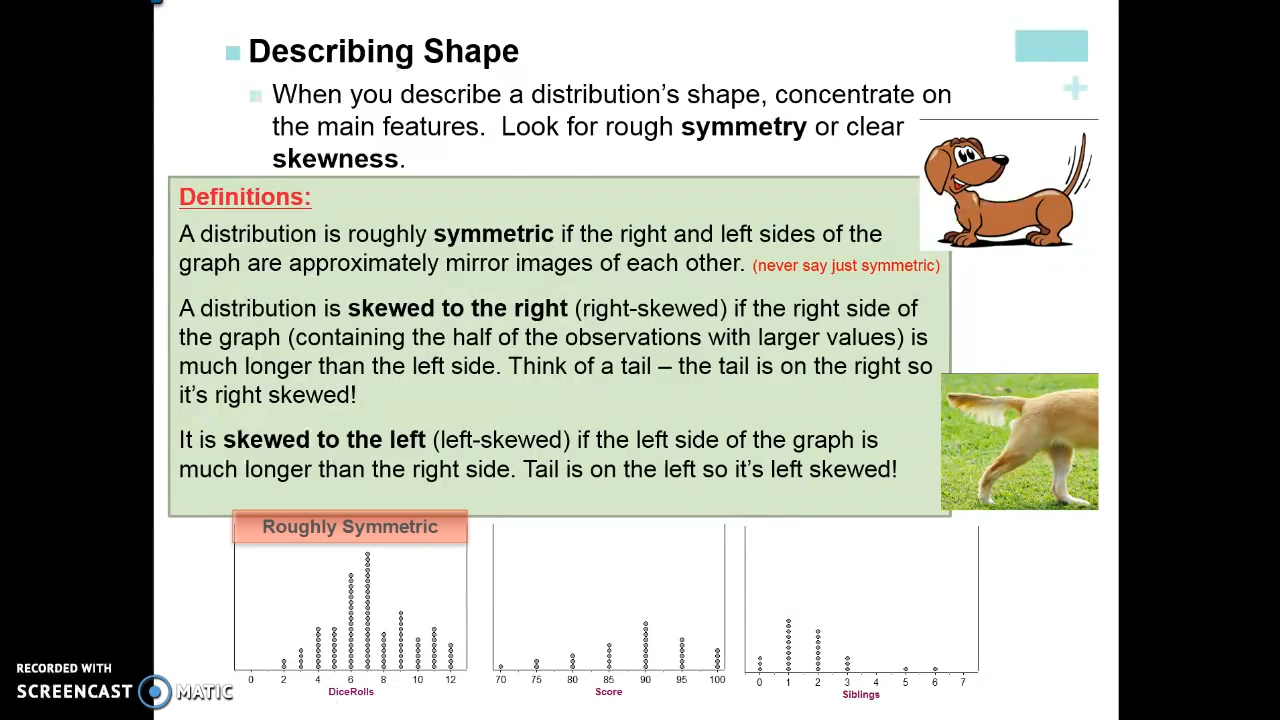 Describing Shape
When you describe a distribution's shape, concentrate on
the main features. Look for rough symmetry or clear
skewness.
Definitions:
A distribution is roughly symmetric if the right and left sides of the
graph are approximately mirror images of each other. (never say just symmetric)
A distribution is skewed to the right (right-skewed) if the right side of
the graph (containing the half of the observations with larger values) is
much longer than the left side. Think of a tail – the tail is on the right so
it's right skewed!
It is skewed to the left (left-skewed) if the left side of the graph is
much longer than the right side. Tail is on the left so it's left skewed!
Roughly Symmetric
0 2 4 6 8 10 12
DiceRolls
70 75 80 85 90 95 100
Score
0 1 2 3 4 5 6 7
Siblings
RECORDED WITH
SCREENCAST MATIC